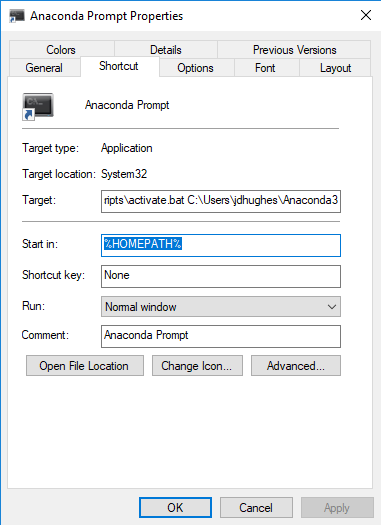 Anaconda Prompt Properties
Colors Details Previous Versions
General Shortcut Options Font Layout
Anaconda Prompt
Target type: Application
Target location: System32
Target: ripts\activate.bat C:\Users\jdhughes\Anaconda3
Start in: %HOMEPATH%
Shortcut key: None
Run: Normal window
Comment: Anaconda Prompt
Open File Location Change Icon... Advanced...
OK Cancel Apply